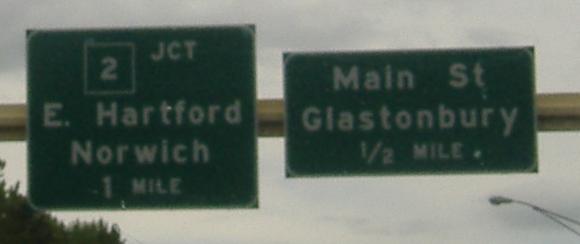 2 JCT
E. Hartford
Norwich
1 MILE
Main St
Glastonbury
1/2 MILE